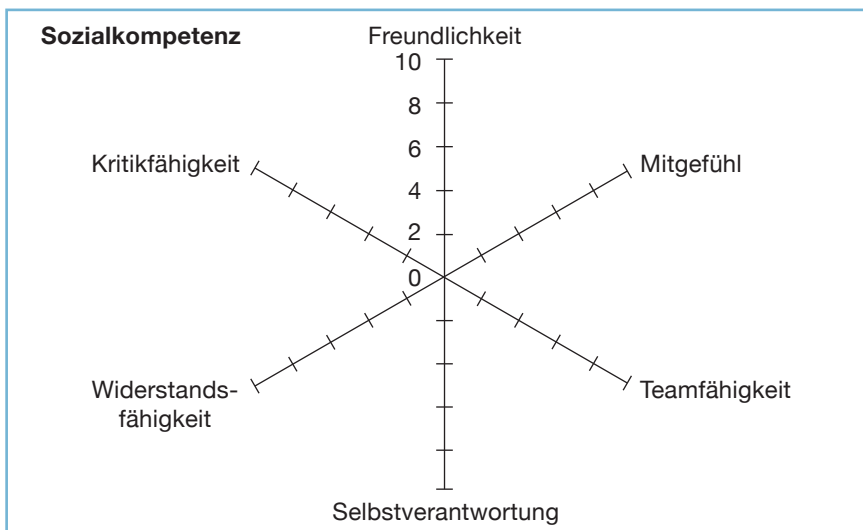 Sozialkompetenz
Freundlichkeit
10
8
6
4
2
0
Kritikfähigkeit
Mitgefühl
Widerstands-
fähigkeit
Teamfähigkeit
Selbstverantwortung